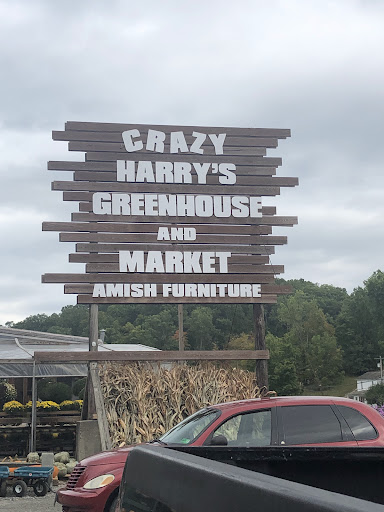 CRAZY
HARRY'S
GREENHOUSE
AND
MARKET
AMISH FURNITURE